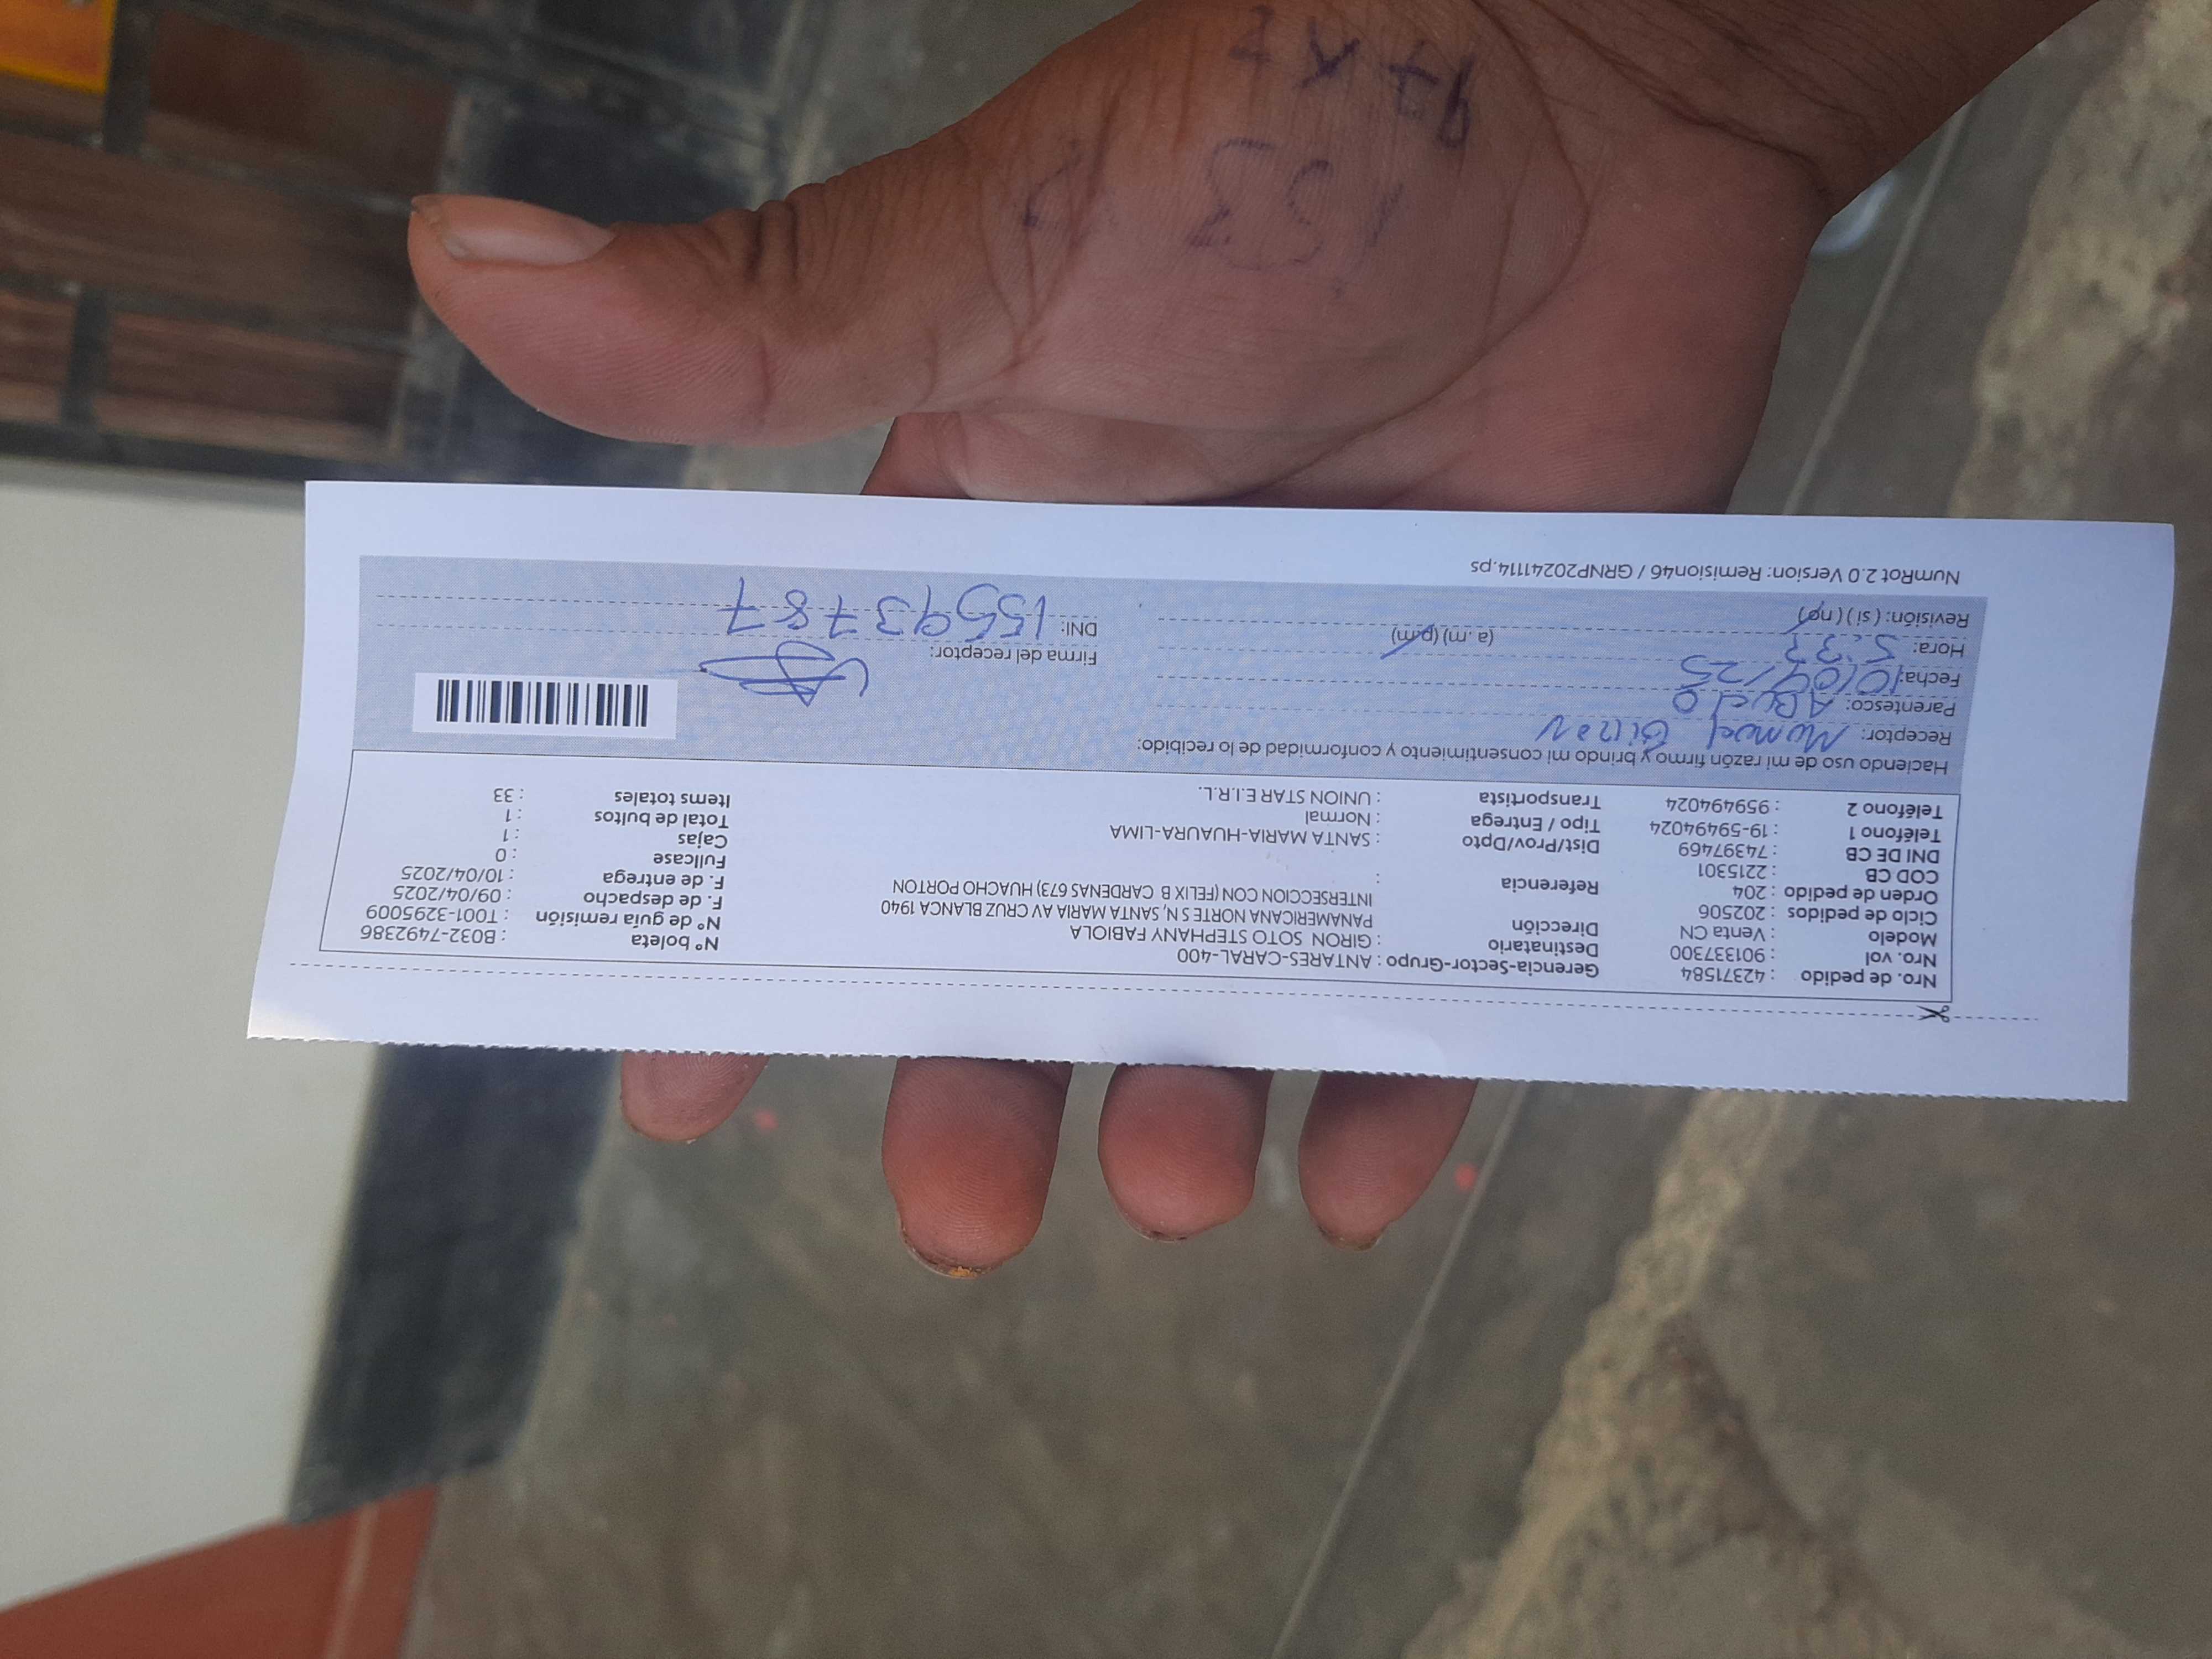 Nro. de pedido : 42371584
Nro. vol : 901337300
Modelo : Venta CN
Ciclo de pedidos : 202506
Orden de pedido : 204
COD CB : 2215301
DNI DE CB : 74397469
Teléfono 1 : 19-59494024
Teléfono 2 : 959494024
Gerencia-Sector-Grupo : ANTARES-CARAL-400
Destinatario : GIRON SOTO STEPHANY FABIOLA
Dirección PANAMERICANA NORTE S N, SANTA MARIA AV CRUZ BLANCA 1940
INTERSECCION CON (FELIX B CARDENAS 673) HUACHO PORTON
Referencia :
Dist/Prov/Dpto : SANTA MARIA-HUAURA-LIMA
Tipo / Entrega : Normal
Transportista : UNION STAR E.I.R.L.
N° boleta : B032-7492386
N° de guía remisión : T001-3295009
F. de despacho : 09/04/2025
F. de entrega : 10/04/2025
Fullcase : 0
Cajas : 1
Total de bultos : 1
Items totales : 33
Haciendo uso de mi razón firmo y brindo mi consentimiento y conformidad de lo recibido:
Receptor:
Parentesco:
Fecha: 10/04/25
Hora: (a. m) (p.m)
Revisión: (si) (no)
Firma del receptor:
DNI: 15593787
NumRot 2.0 Version: Remision46 / GRNP20241114.ps